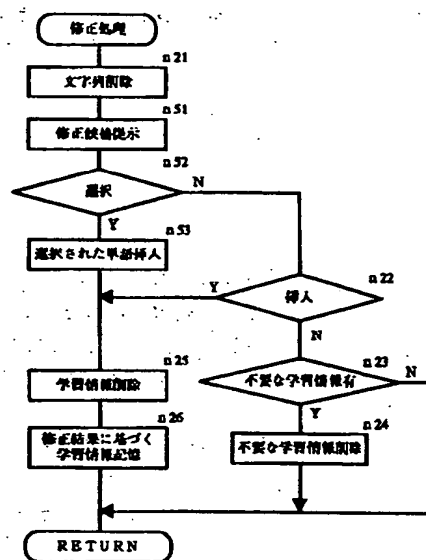 修正処理
n21
文字列削除
n51
修正候補提示
n52
選択
N
Y
n53
選択された単語挿入
n22
挿入
Y
N
n25
学習情報削除
n23
不要な学習情報有
N
Y
n26
修正結果に基づく
学習情報記憶
n24
不要な学習情報削除
RETURN